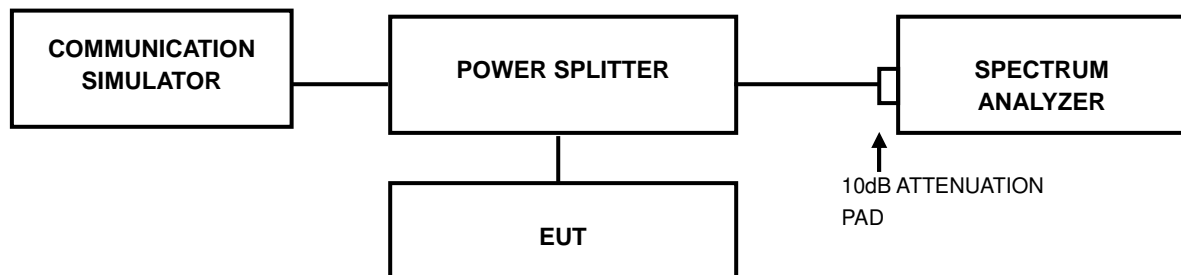 COMMUNICATION
SIMULATOR
POWER SPLITTER
SPECTRUM
ANALYZER
10dB ATTENUATION
PAD
EUT